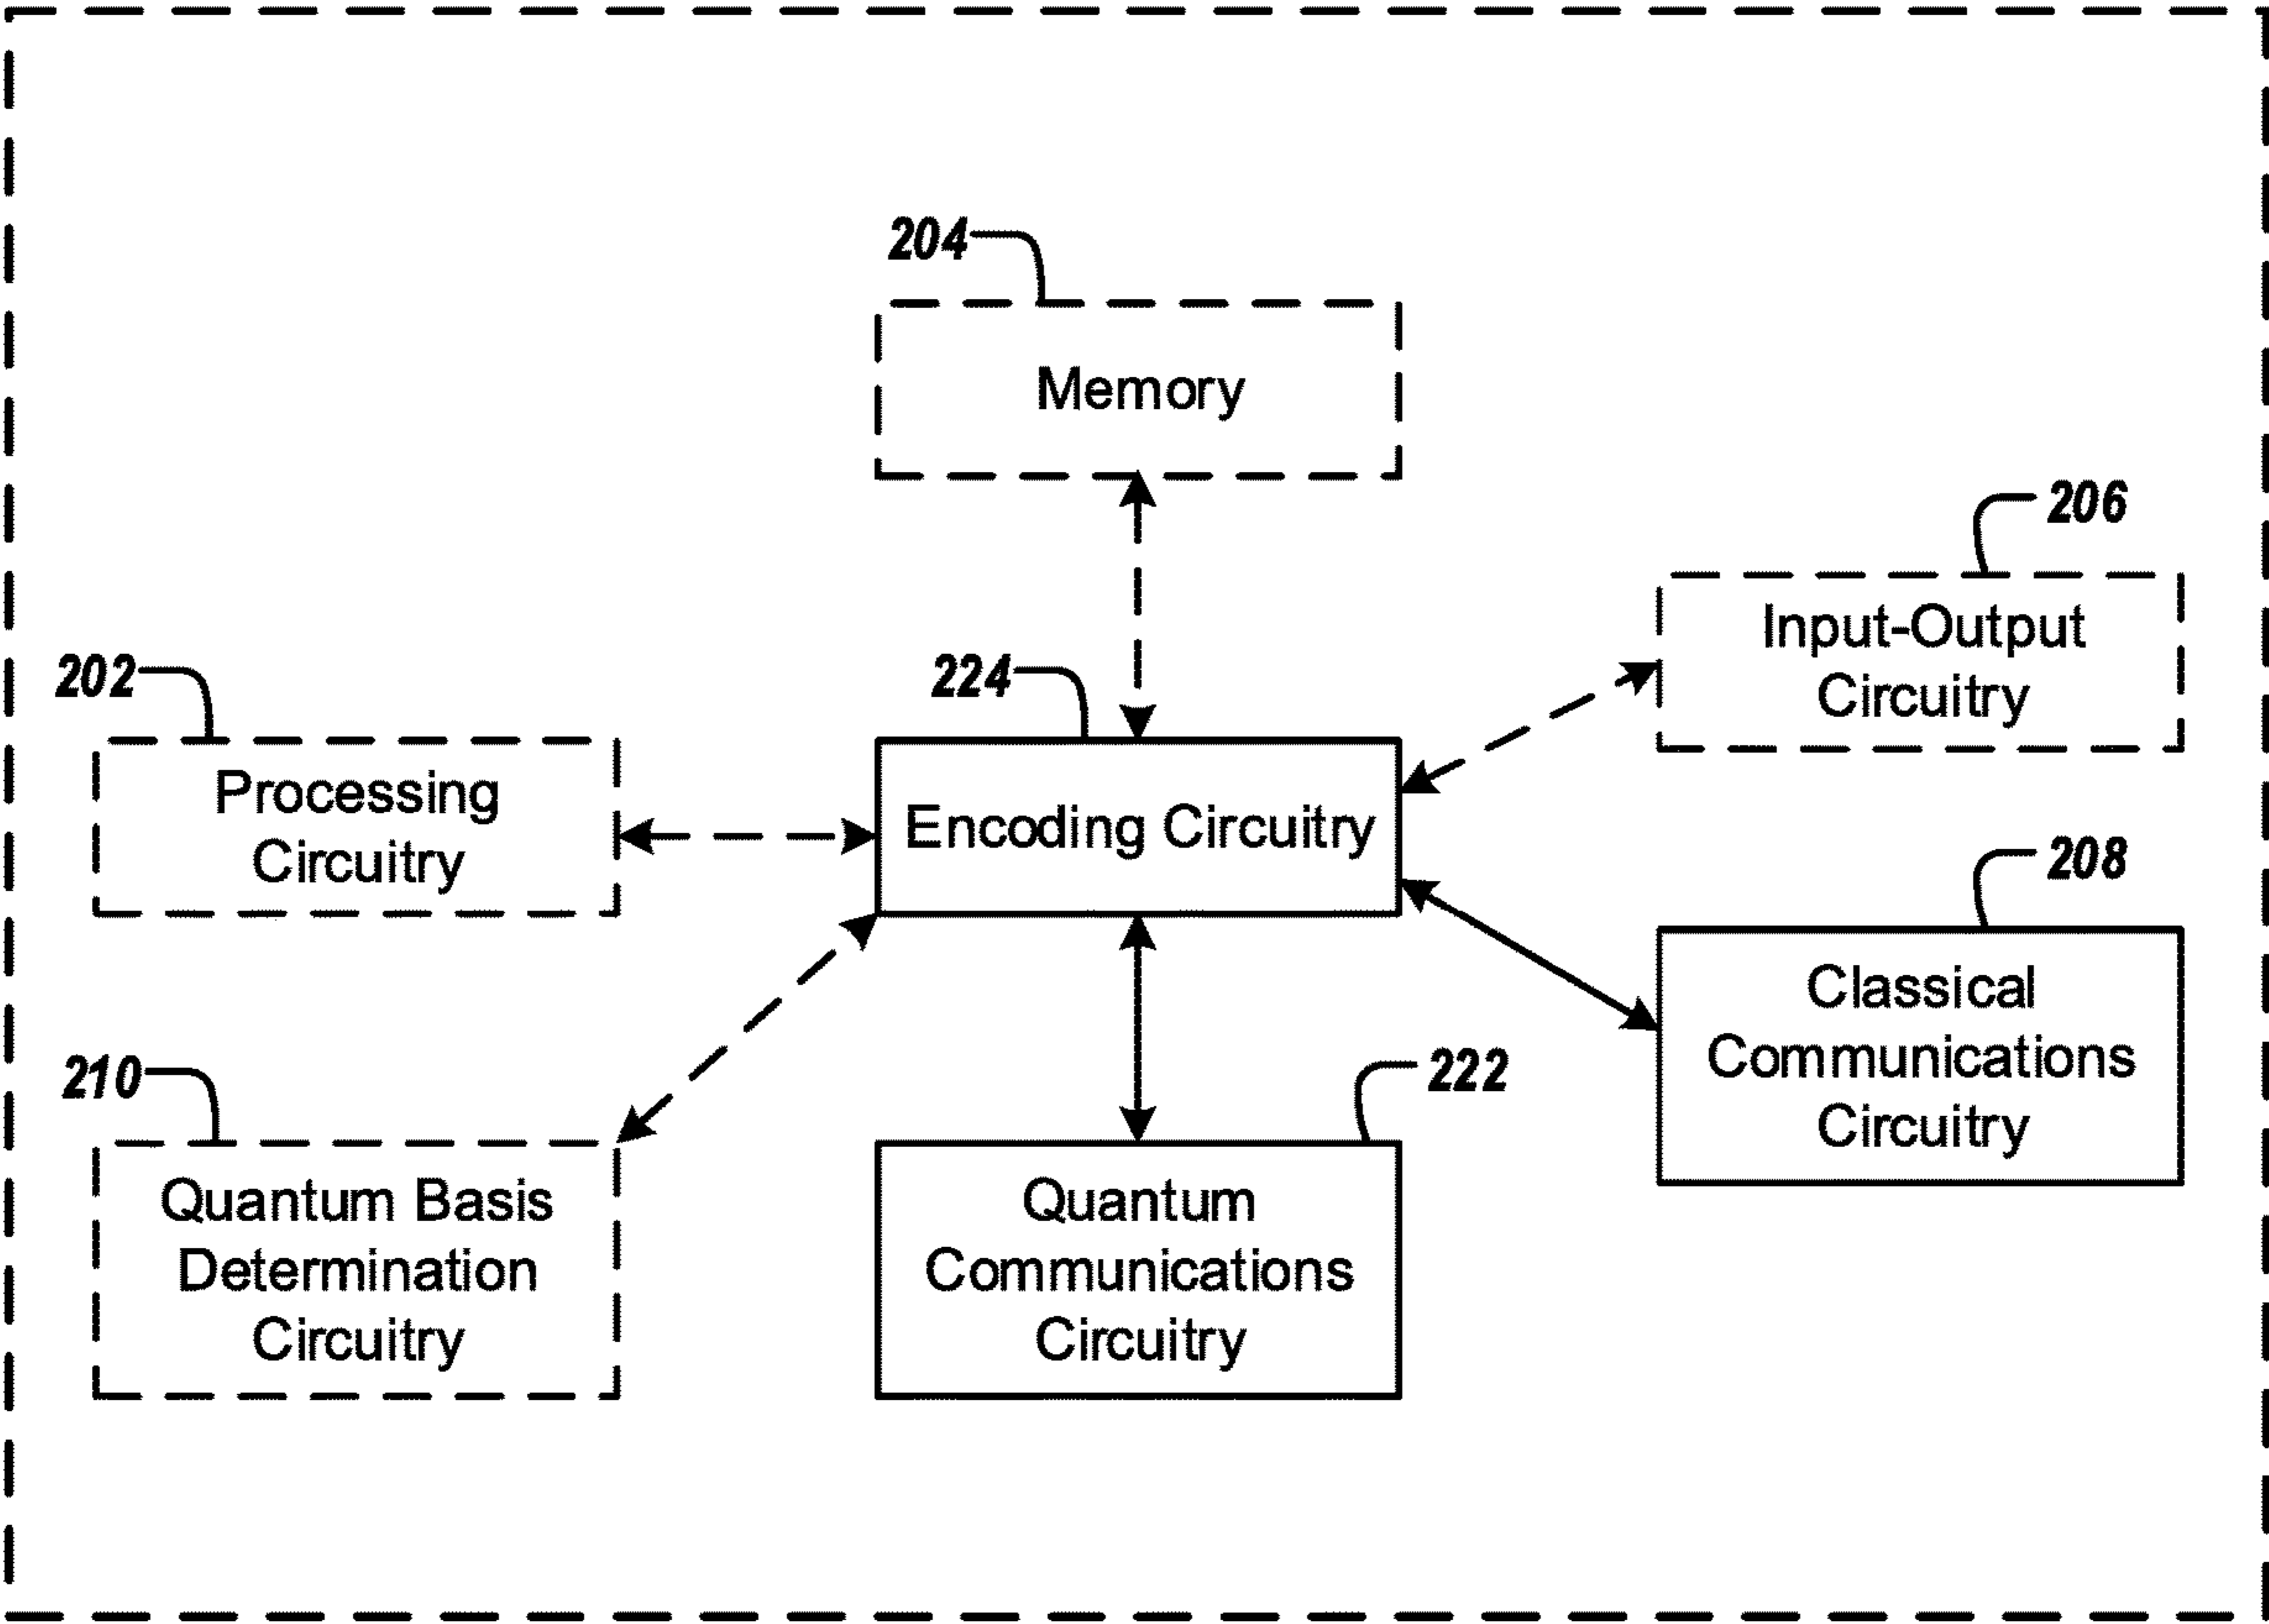 204
Memory
206
Input-Output
Circuitry
202
Processing
Circuitry
224
Encoding Circuitry
208
Classical
Communications
Circuitry
210
Quantum Basis
Determination
Circuitry
222
Quantum
Communications
Circuitry